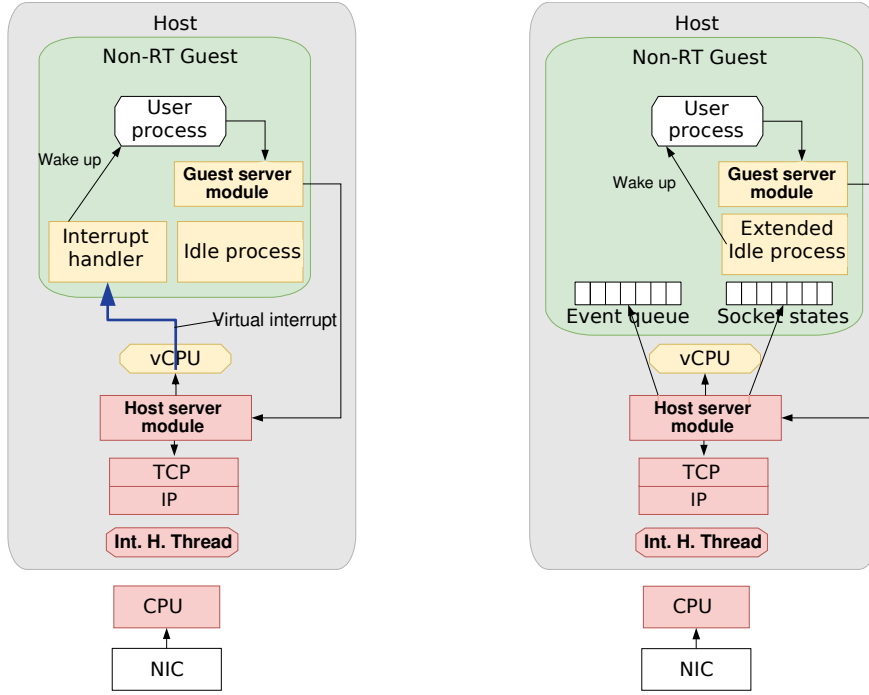 Host
Non-RT Guest
User
process
Wake up
Guest server
module
Interrupt
handler
Idle process
Virtual interrupt
vCPU
Host server
module
TCP
IP
Int. H. Thread
CPU
NIC
Host
Non-RT Guest
User
process
Wake up
Guest server
module
Extended
Idle process
Event queue
Socket states
vCPU
Host server
module
TCP
IP
Int. H. Thread
CPU
NIC